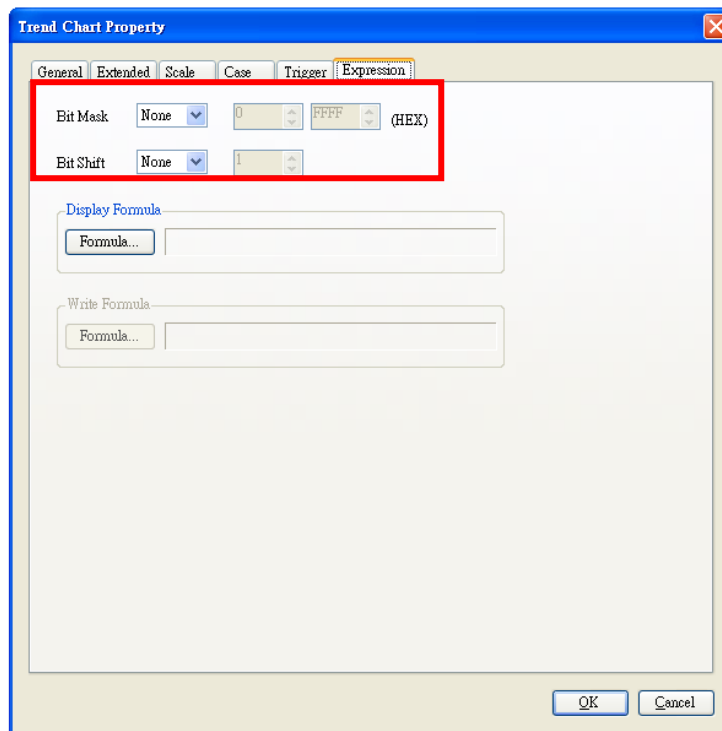 Trend Chart Property
General Extended Scale Case Trigger Expression
Bit Mask None 0 FFFF (HEX)
Bit Shift None 1
Display Formula
Formula...
Write Formula
Formula...
OK Cancel